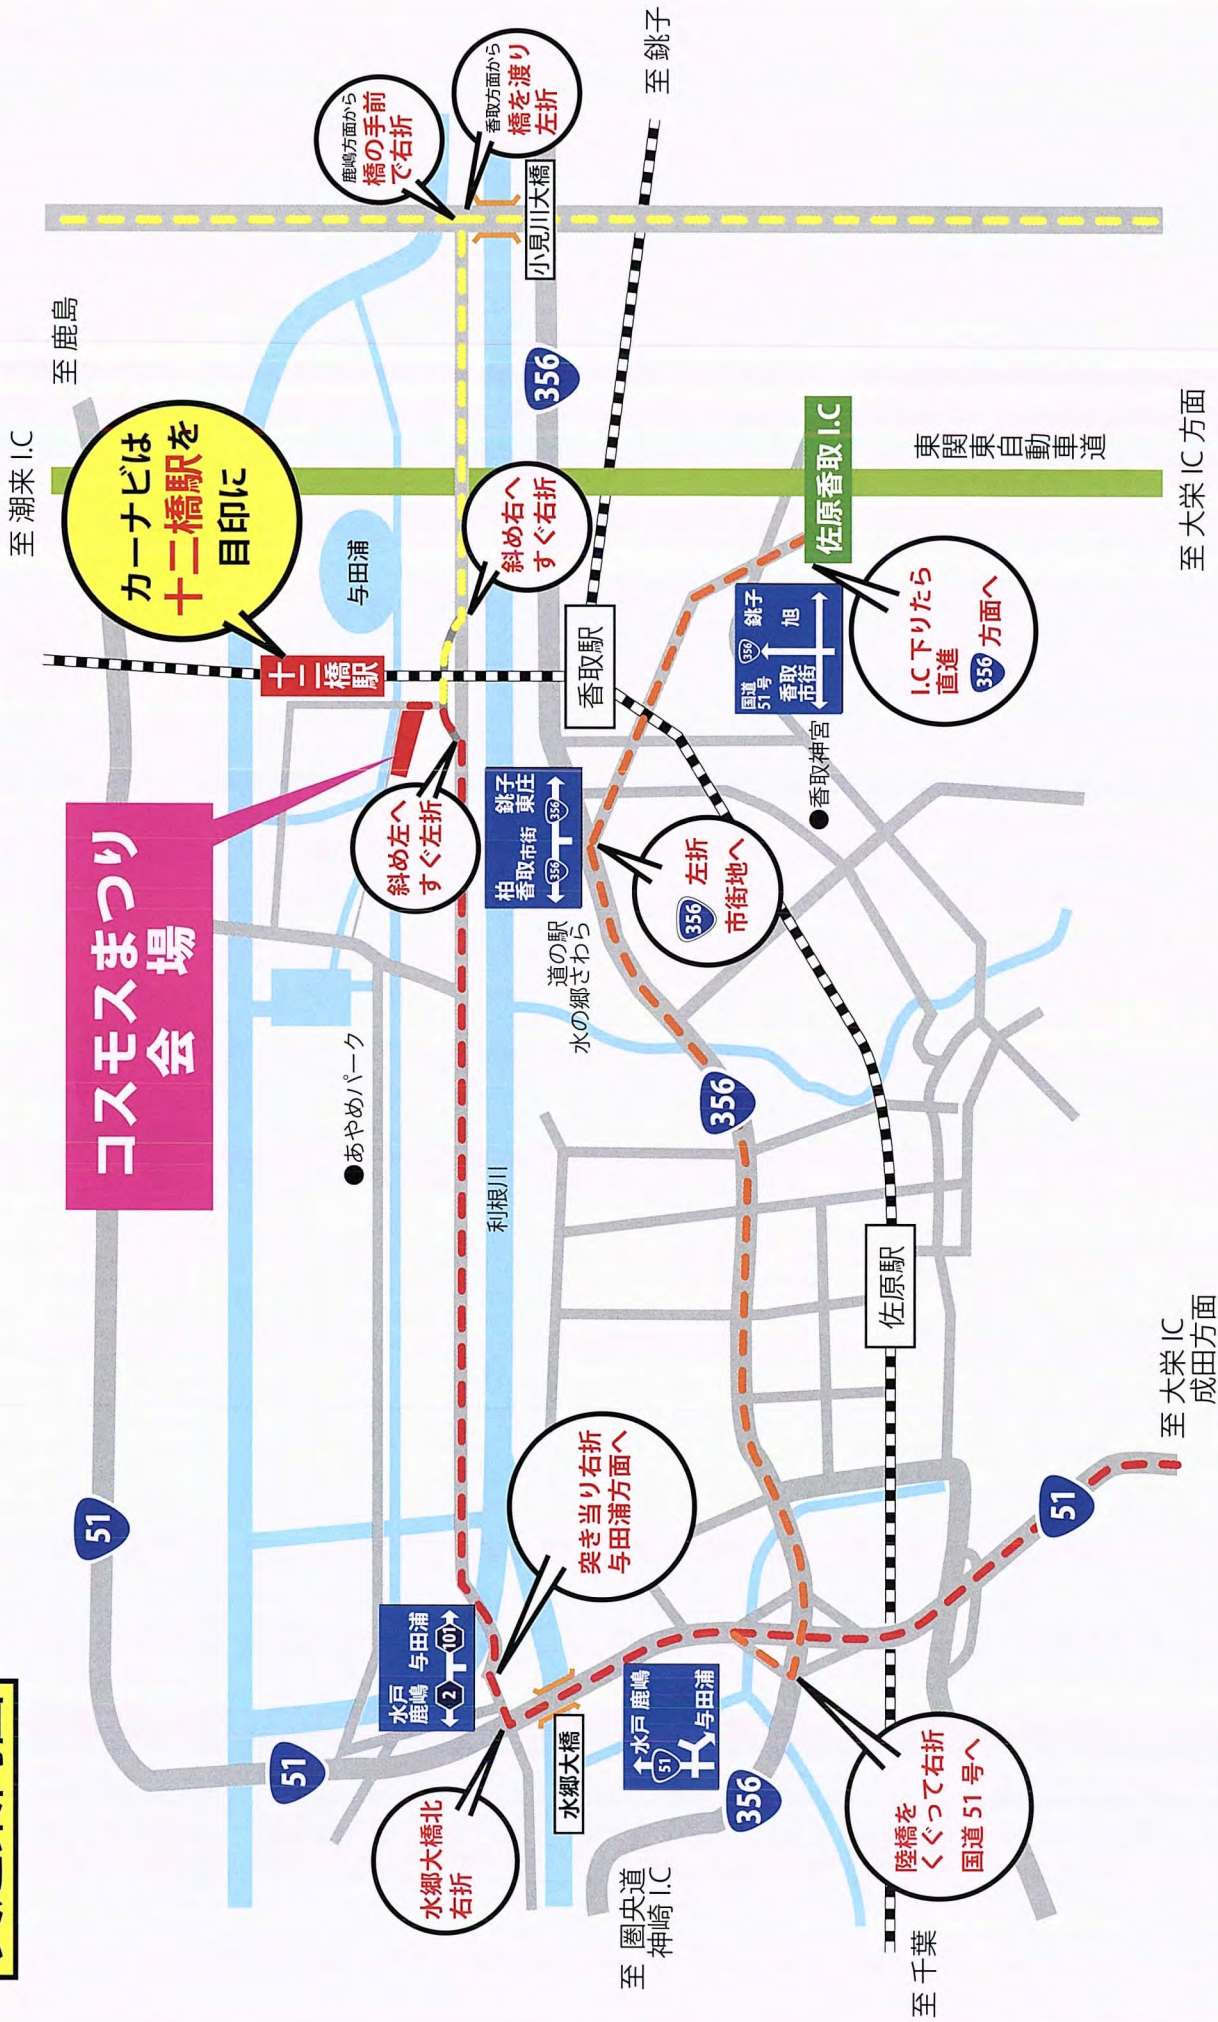 至 潮来 I.C
至 鹿島
カーナビは
十二橋駅を
目印に
コスモスまつり
会 場
十二橋駅
与田浦
鹿嶋方面から
橋の手前
で右折
香取方面から
橋を渡り
左折
小見川大橋
至 銚子
356
斜め右へ
すぐ右折
斜め左へ
すぐ左折
香取駅
佐原香取 I.C
東関東自動車道
至 大栄 IC 方面
I.C 下りたら
直進
356 方面へ
国道
51号
356
銚子
香取
市街
旭
●香取神宮
柏
香取市街
銚子
東庄
356
356
356 左折
市街地へ
道の駅
水の郷さわら
●あやめパーク
利根川
356
佐原駅
51
突き当り右折
与田浦方面へ
水戸
鹿嶋
与田浦
2
101
51
水郷大橋北
右折
水郷大橋
水戸 鹿嶋
51
与田浦
356
陸橋を
くぐって右折
国道 51 号へ
51
至 大栄 IC
成田方面
至 圏央道
神崎 I.C
至 千葉